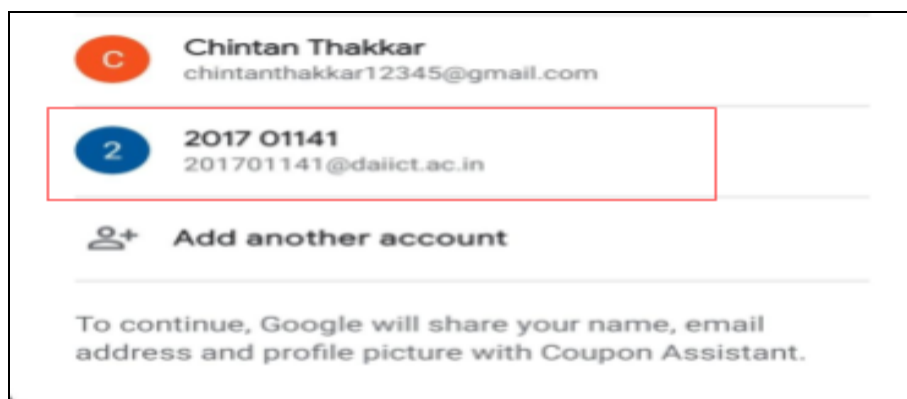 C
Chintan Thakkar
chintanthakkar12345@gmail.com
2
2017 01141
201701141@daiict.ac.in
Add another account
To continue, Google will share your name, email
address and profile picture with Coupon Assistant.